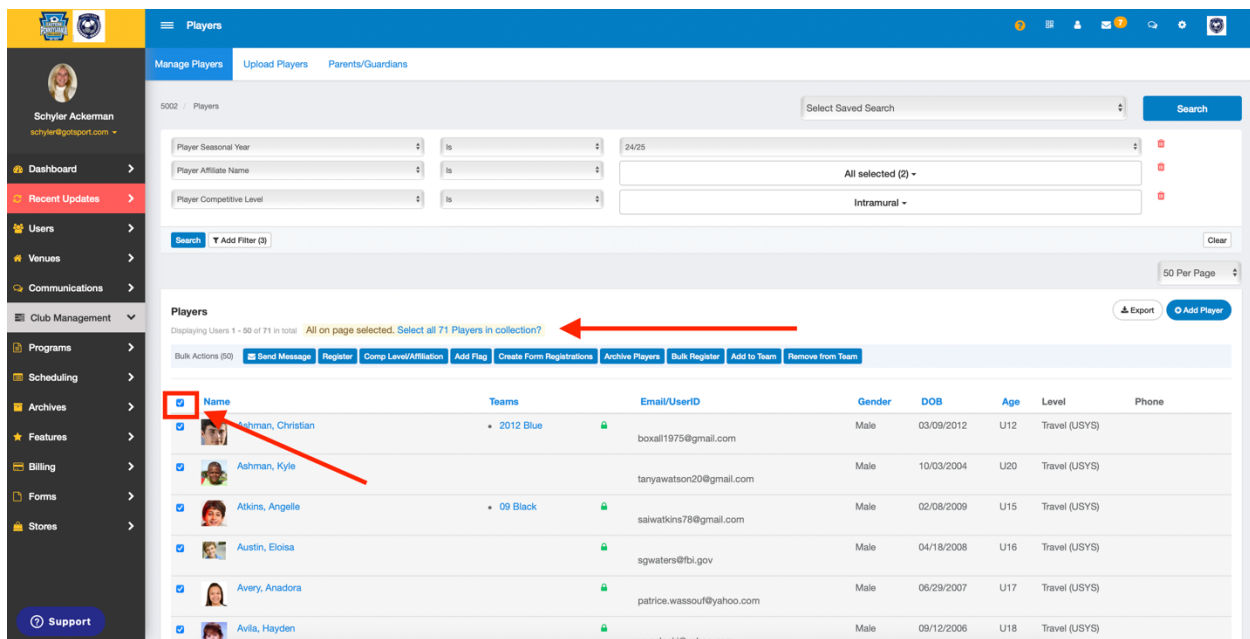 Players
7
Schyler Ackerman
schyler@gotsport.com
Dashboard
Recent Updates
Users
Venues
Communications
Club Management
Programs
Scheduling
Archives
Features
Billing
Forms
Stores
Support
Manage Players Upload Players Parents/Guardians
5002 / Players
Select Saved Search Search
Player Seasonal Year Is 24/25
Player Affiliate Name Is All selected (2)
Player Competitive Level Is Intramural
Search Add Filter (3) Clear
50 Per Page
Players Export Add Player
Displaying Users 1 - 50 of 71 in total All on page selected. Select all 71 Players in collection?
Bulk Actions (50) Send Message Register Comp Level/Affiliation Add Flag Create Form Registrations Archive Players Bulk Register Add to Team Remove from Team
Name Teams Email/UserID Gender DOB Age Level Phone
Ashman, Christian 2012 Blue boxall1975@gmail.com Male 03/09/2012 U12 Travel (USYS)
Ashman, Kyle tanyawatson20@gmail.com Male 10/03/2004 U20 Travel (USYS)
Atkins, Angelle 09 Black saiwatkins78@gmail.com Male 02/08/2009 U15 Travel (USYS)
Austin, Eloisa sgwaters@fbi.gov Male 04/18/2008 U16 Travel (USYS)
Avery, Anadora patrice.wassouf@yahoo.com Male 06/29/2007 U17 Travel (USYS)
Avila, Hayden Male 09/12/2006 U18 Travel (USYS)